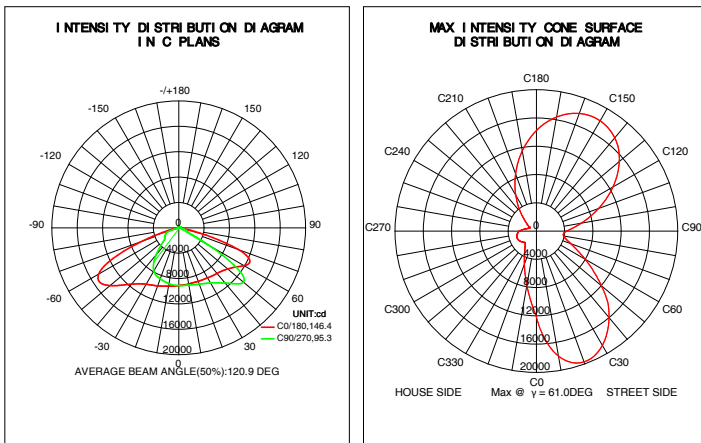 INTENSITY DISTRIBUTION DIAGRAM
IN C PLANS
-/+180
-150
150
-120
120
-90
90
-60
60
-30
30
0
0
4000
8000
12000
16000
20000
UNIT:cd
C0/180,146.4
C90/270,95.3
AVERAGE BEAM ANGLE(50%):120.9 DEG
MAX INTENSITY CONE SURFACE
DISTRIBUTION DIAGRAM
C180
C210
C150
C240
C120
C270
C90
C300
C60
C330
C30
C0
0
4000
8000
12000
16000
20000
HOUSE SIDE
Max @ γ = 61.0DEG
STREET SIDE